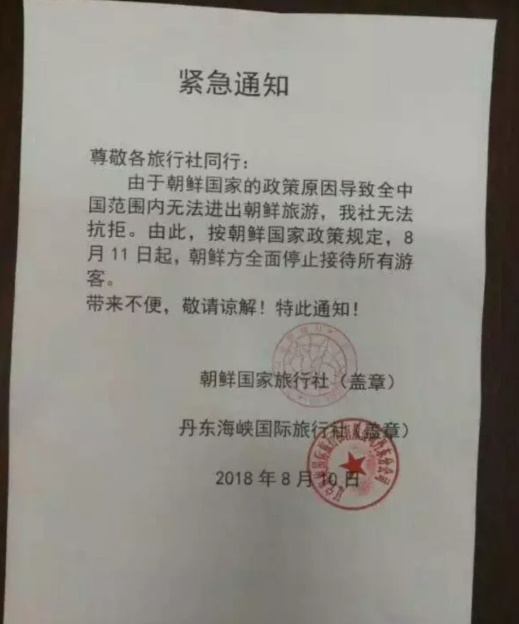 紧急通知
尊敬各旅行社同行：
由于朝鲜国家的政策原因导致全中
国范围内无法进出朝鲜旅游，我社无法
抗拒。由此，按朝鲜国家政策规定，8
月11日起，朝鲜方全面停止接待所有游
客。
带来不便，敬请谅解！特此通知！
朝鲜国家旅行社（盖章）
丹东海峡国际旅行社（盖章）
2018年8月10日